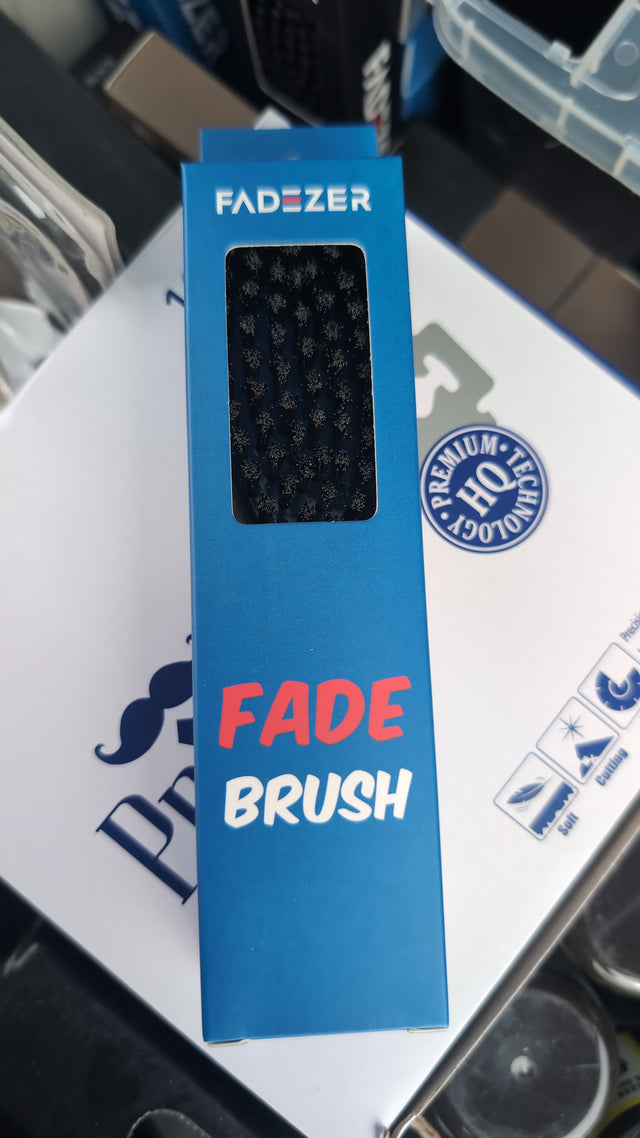 FADEZER
FADE
BRUSH
PREMIUM • TECHNOLOGY •
HQ
Soft
Cutting